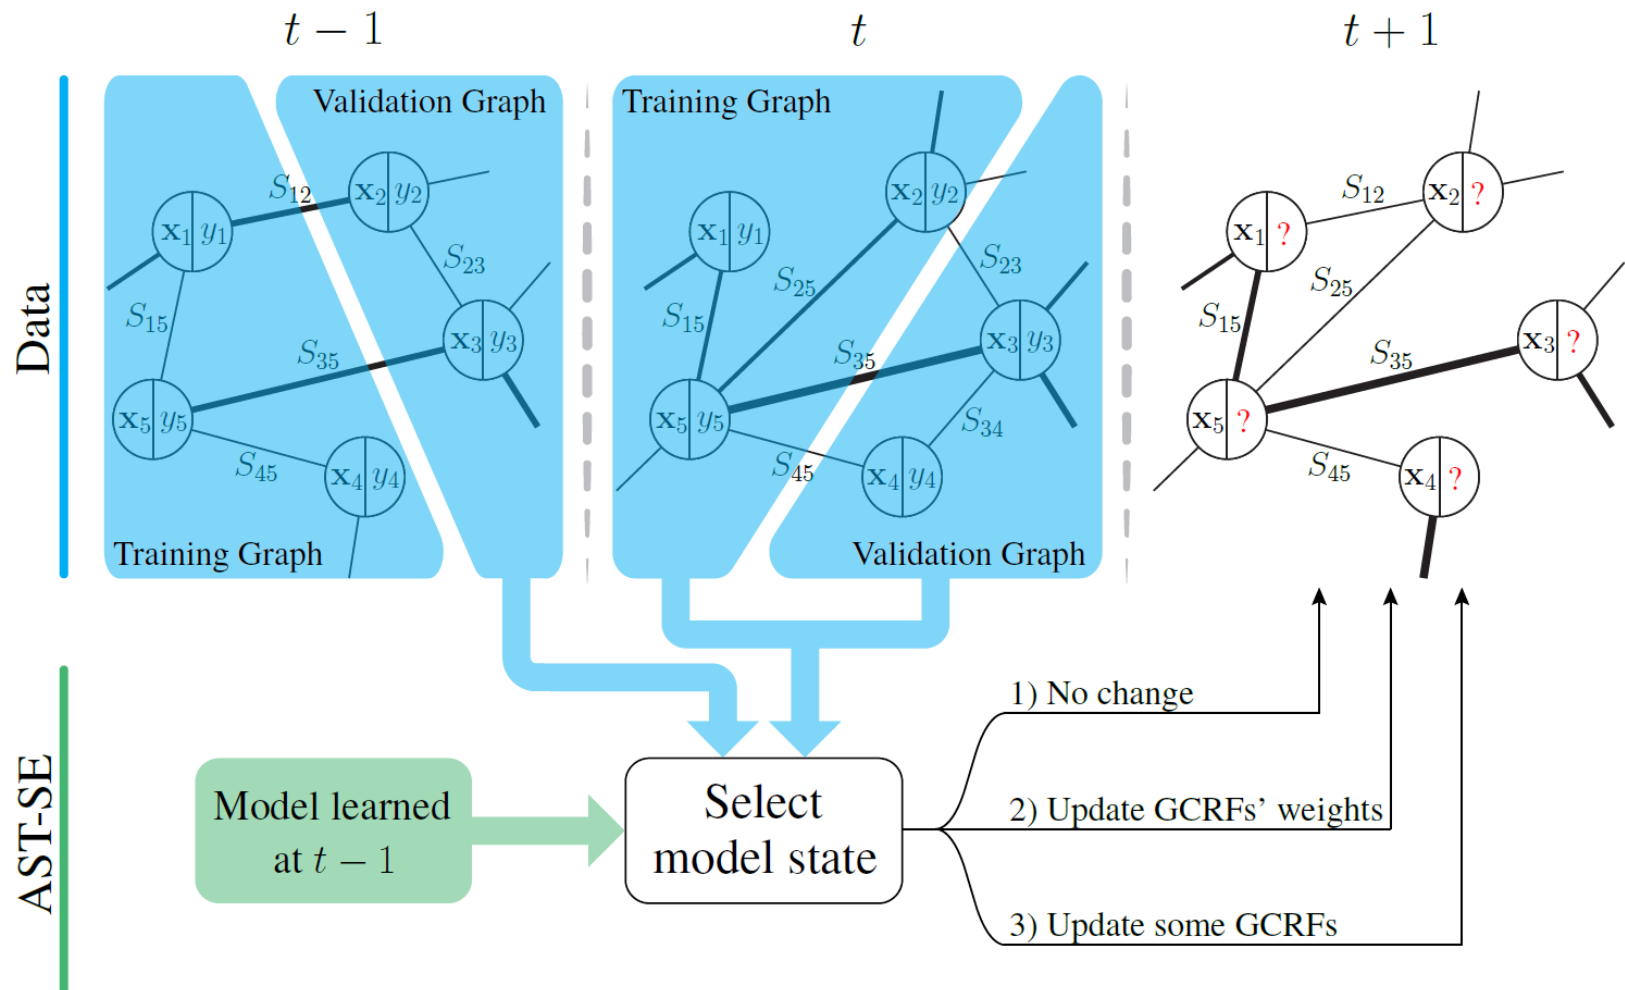 t − 1
t
t + 1
Data
Validation Graph
S₁₂
x₂ y₂
x₁ y₁
S₂₃
S₁₅
x₃ y₃
S₃₅
x₅ y₅
S₄₅
x₄ y₄
Training Graph
Training Graph
x₂ y₂
x₁ y₁
S₂₃
S₂₅
S₁₅
x₃ y₃
S₃₅
x₅ y₅
S₃₄
S₄₅
x₄ y₄
Validation Graph
S₁₂
x₂ ?
x₁ ?
S₂₅
S₁₅
x₃ ?
S₃₅
x₅ ?
S₄₅
x₄ ?
AST-SE
Model learned
at t − 1
Select
model state
1) No change
2) Update GCRFs' weights
3) Update some GCRFs